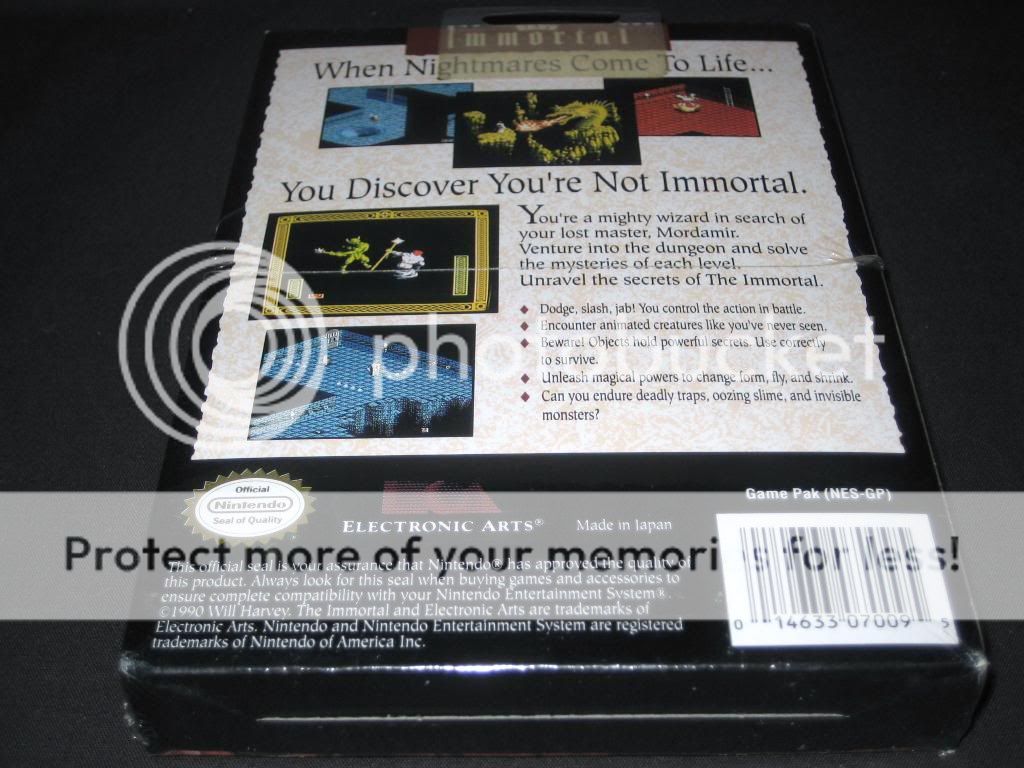 Immortal
When Nightmares Come To Life...
You Discover You're Not Immortal.
You're a mighty wizard in search of
your lost master, Mordamir.
Venture into the dungeon and solve
the mysteries of each level.
Unravel the secrets of The Immortal.
Dodge, slash, jab! You control the action in battle.
Encounter animated creatures like you've never seen.
Beware! Objects hold powerful secrets. Use correctly
to survive.
Unleash magical powers to change form, fly, and shrink.
Can you endure deadly traps, oozing slime, and invisible
monsters?
photobucket
Official
Nintendo
Seal of Quality
ELECTRONIC ARTS®
Made in Japan
Game Pak (NES-GP)
Protect more of your memories for less!
This official seal is your assurance that Nintendo® has approved the quality of
this product. Always look for this seal when buying games and accessories to
ensure complete compatibility with your Nintendo Entertainment System®.
©1990 Will Harvey. The Immortal and Electronic Arts are trademarks of
Electronic Arts. Nintendo and Nintendo Entertainment System are registered
trademarks of Nintendo of America Inc.
0 14633 07009 5